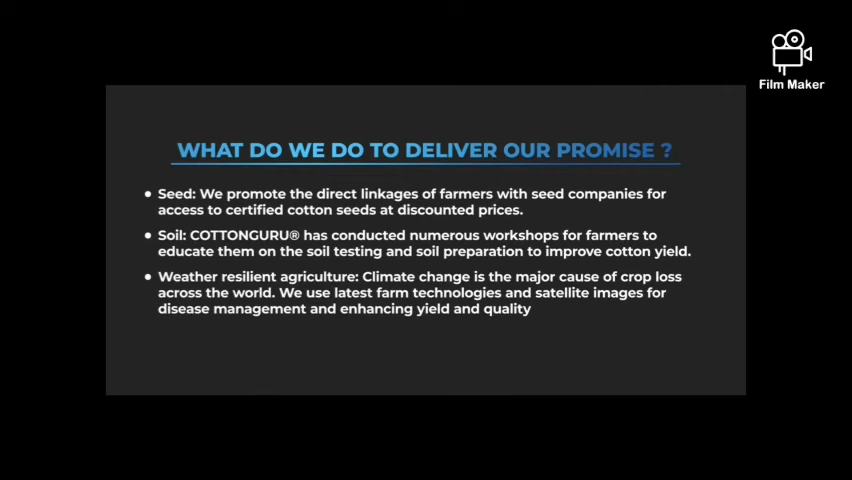 Film Maker
WHAT DO WE DO TO DELIVER OUR PROMISE ?
● Seed: We promote the direct linkages of farmers with seed companies for
access to certified cotton seeds at discounted prices.
● Soil: COTTONGURU® has conducted numerous workshops for farmers to
educate them on the soil testing and soil preparation to improve cotton yield.
● Weather resilient agriculture: Climate change is the major cause of crop loss
across the world. We use latest farm technologies and satellite images for
disease management and enhancing yield and quality